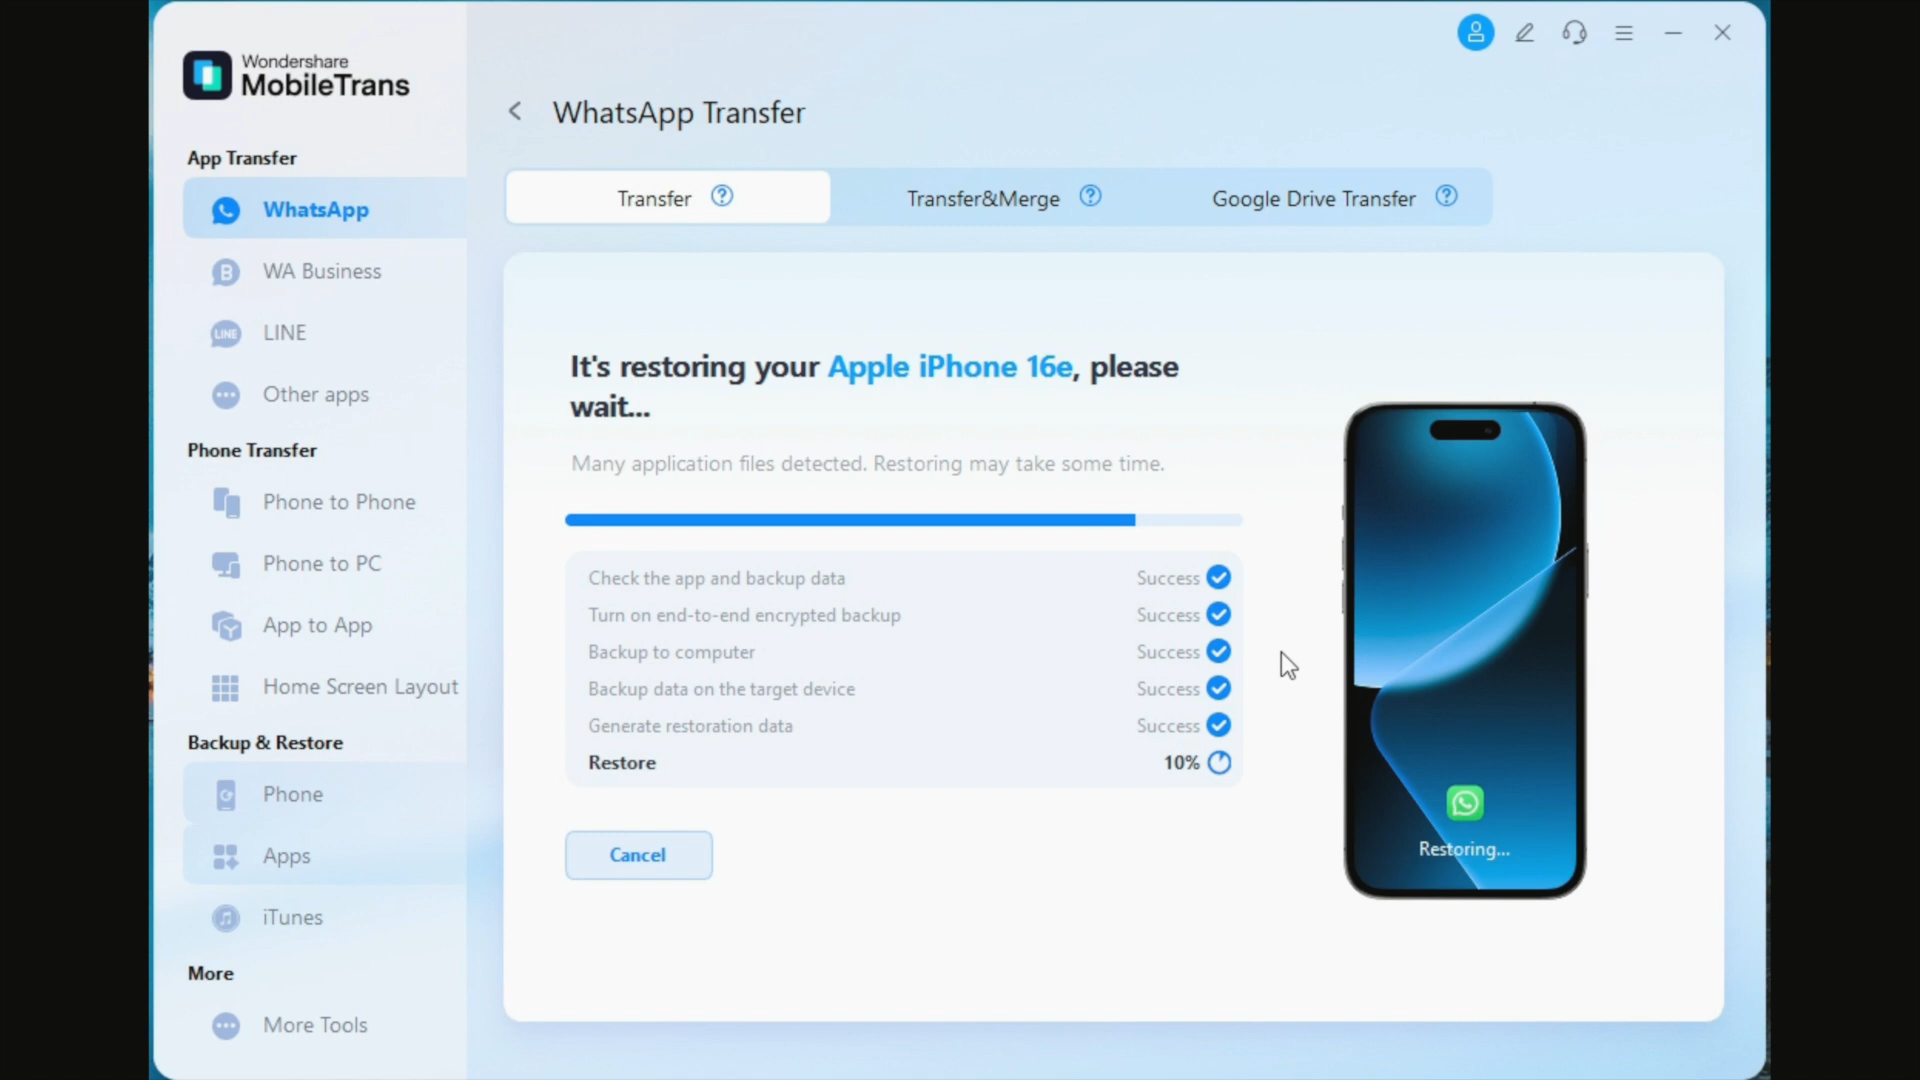 Wondershare
MobileTrans
App Transfer
WhatsApp
WA Business
LINE
LINE
Other apps
Phone Transfer
Phone to Phone
Phone to PC
App to App
Home Screen Layout
Backup & Restore
Phone
Apps
iTunes
More
More Tools
WhatsApp Transfer
Transfer ?
Transfer&Merge ?
Google Drive Transfer ?
It's restoring your Apple iPhone 16e, please
wait...
Many application files detected. Restoring may take some time.
Check the app and backup data Success
Turn on end-to-end encrypted backup Success
Backup to computer Success
Backup data on the target device Success
Generate restoration data Success
Restore 10%
Cancel
Restoring...